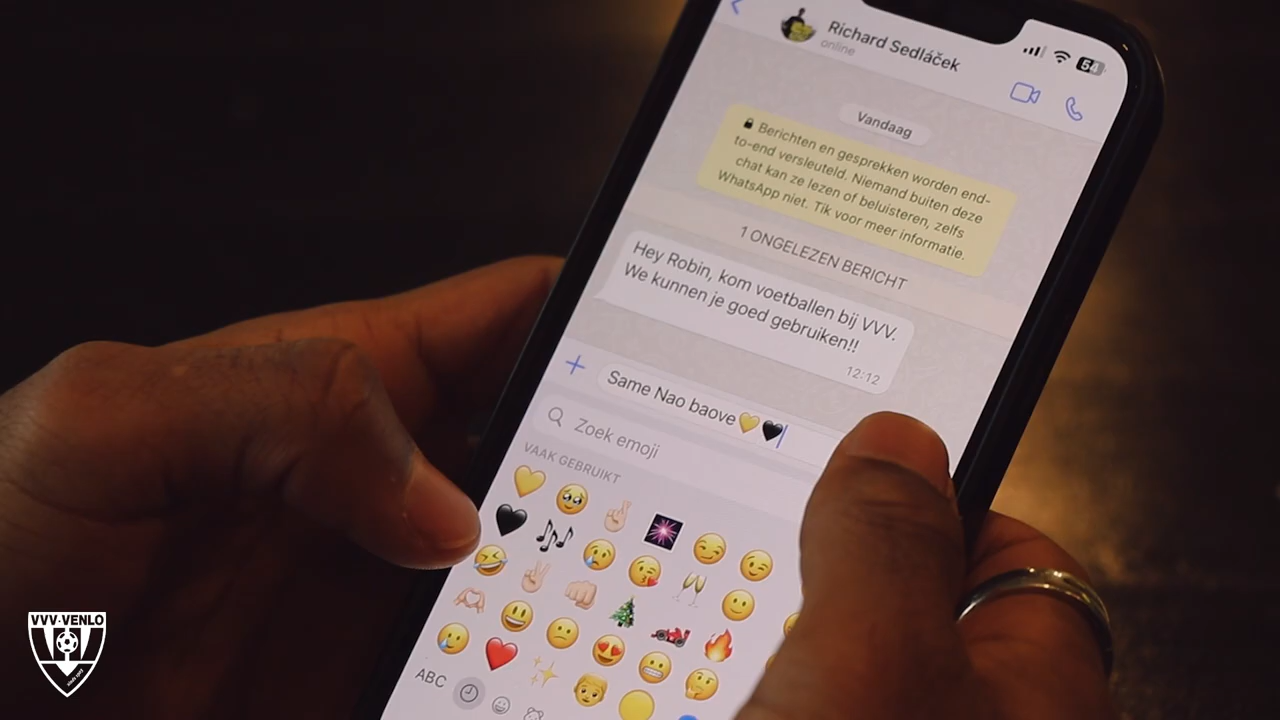 Richard Sedláček
online
54
Vandaag
Berichten en gesprekken worden end-
to-end versleuteld. Niemand buiten deze
chat kan ze lezen of beluisteren, zelfs
WhatsApp niet. Tik voor meer informatie.
1 ONGELEZEN BERICHT
Hey Robin, kom voetballen bij VVV.
We kunnen je goed gebruiken!!
12:12
Same Nao baove💛🖤
Zoek emoji
VAAK GEBRUIKT
ABC
VVV-VENLO